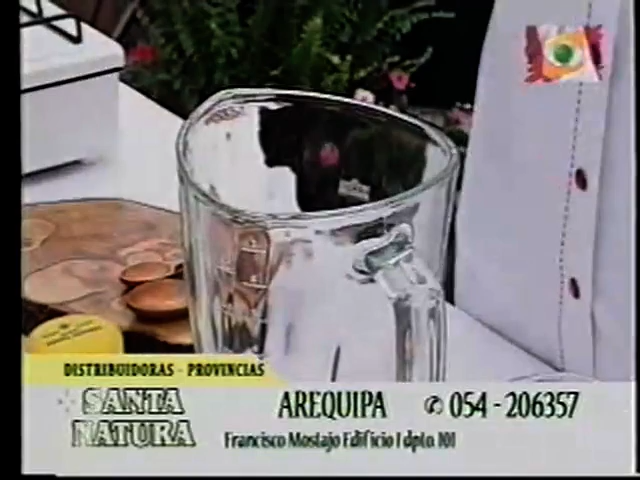 DISTRIBUIDORAS - PROVINCIAS
SANTA
NATURA
AREQUIPA
054 - 206357
Francisco Mostajo Edificio I dpto. 101